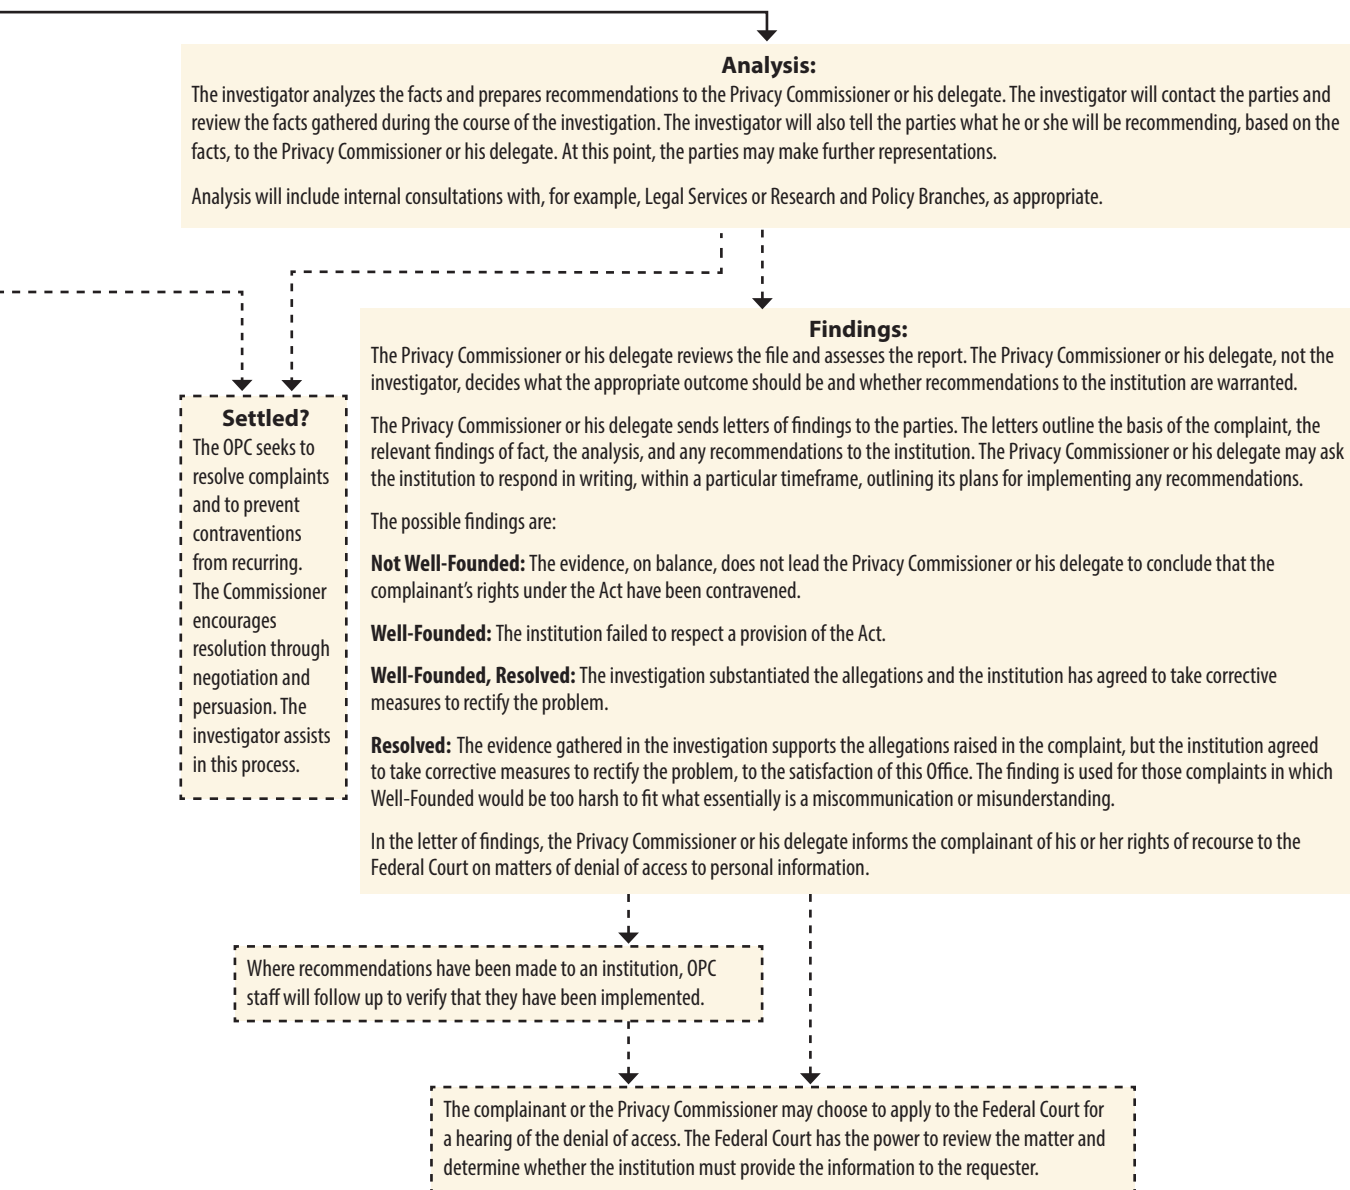 Analysis:
The investigator analyzes the facts and prepares recommendations to the Privacy Commissioner or his delegate. The investigator will contact the parties and
review the facts gathered during the course of the investigation. The investigator will also tell the parties what he or she will be recommending, based on the
facts, to the Privacy Commissioner or his delegate. At this point, the parties may make further representations.
Analysis will include internal consultations with, for example, Legal Services or Research and Policy Branches, as appropriate.
Settled?
The OPC seeks to
resolve complaints
and to prevent
contraventions
from recurring.
The Commissioner
encourages
resolution through
negotiation and
persuasion. The
investigator assists
in this process.
Findings:
The Privacy Commissioner or his delegate reviews the file and assesses the report. The Privacy Commissioner or his delegate, not the
investigator, decides what the appropriate outcome should be and whether recommendations to the institution are warranted.
The Privacy Commissioner or his delegate sends letters of findings to the parties. The letters outline the basis of the complaint, the
relevant findings of fact, the analysis, and any recommendations to the institution. The Privacy Commissioner or his delegate may ask
the institution to respond in writing, within a particular timeframe, outlining its plans for implementing any recommendations.
The possible findings are:
Not Well-Founded: The evidence, on balance, does not lead the Privacy Commissioner or his delegate to conclude that the
complainant's rights under the Act have been contravened.
Well-Founded: The institution failed to respect a provision of the Act.
Well-Founded, Resolved: The investigation substantiated the allegations and the institution has agreed to take corrective
measures to rectify the problem.
Resolved: The evidence gathered in the investigation supports the allegations raised in the complaint, but the institution agreed
to take corrective measures to rectify the problem, to the satisfaction of this Office. The finding is used for those complaints in which
Well-Founded would be too harsh to fit what essentially is a miscommunication or misunderstanding.
In the letter of findings, the Privacy Commissioner or his delegate informs the complainant of his or her rights of recourse to the
Federal Court on matters of denial of access to personal information.
Where recommendations have been made to an institution, OPC
staff will follow up to verify that they have been implemented.
The complainant or the Privacy Commissioner may choose to apply to the Federal Court for
a hearing of the denial of access. The Federal Court has the power to review the matter and
determine whether the institution must provide the information to the requester.